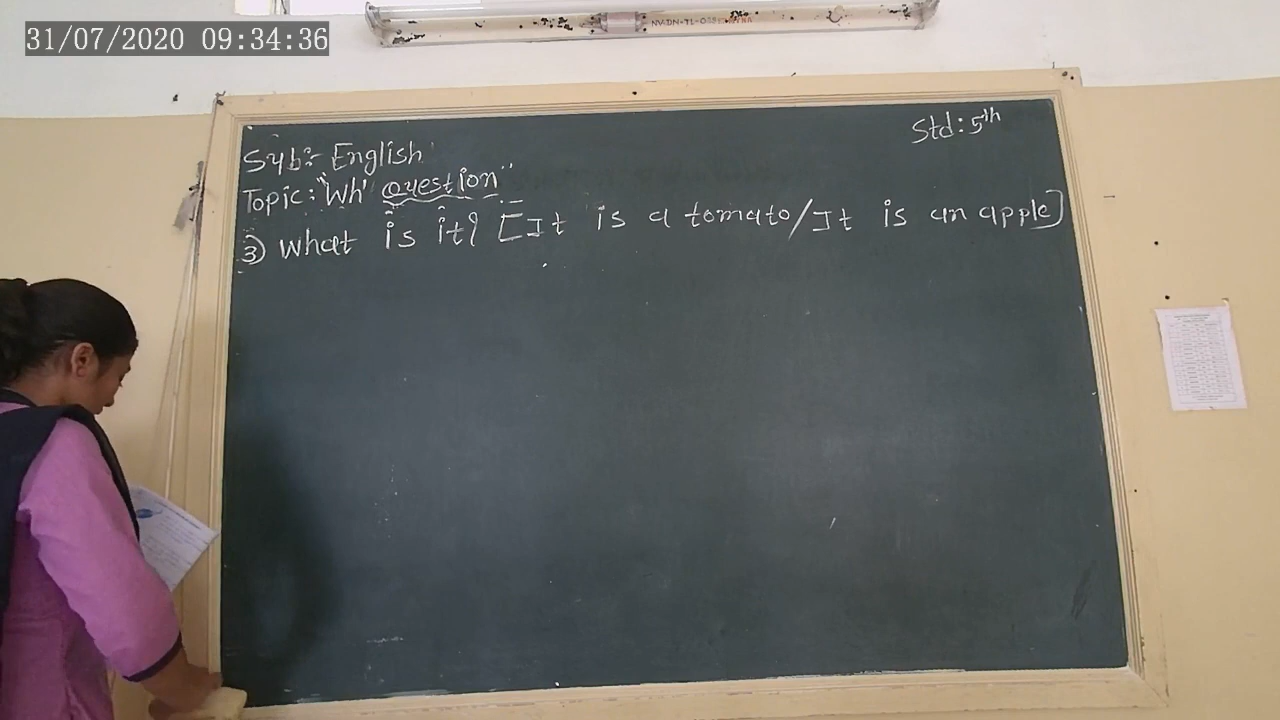 31/07/2020 09:34:36
Std: 5th
Sub:- English
Topic: "Wh' question"
3) What is it? [It is a tomato/It is an apple]